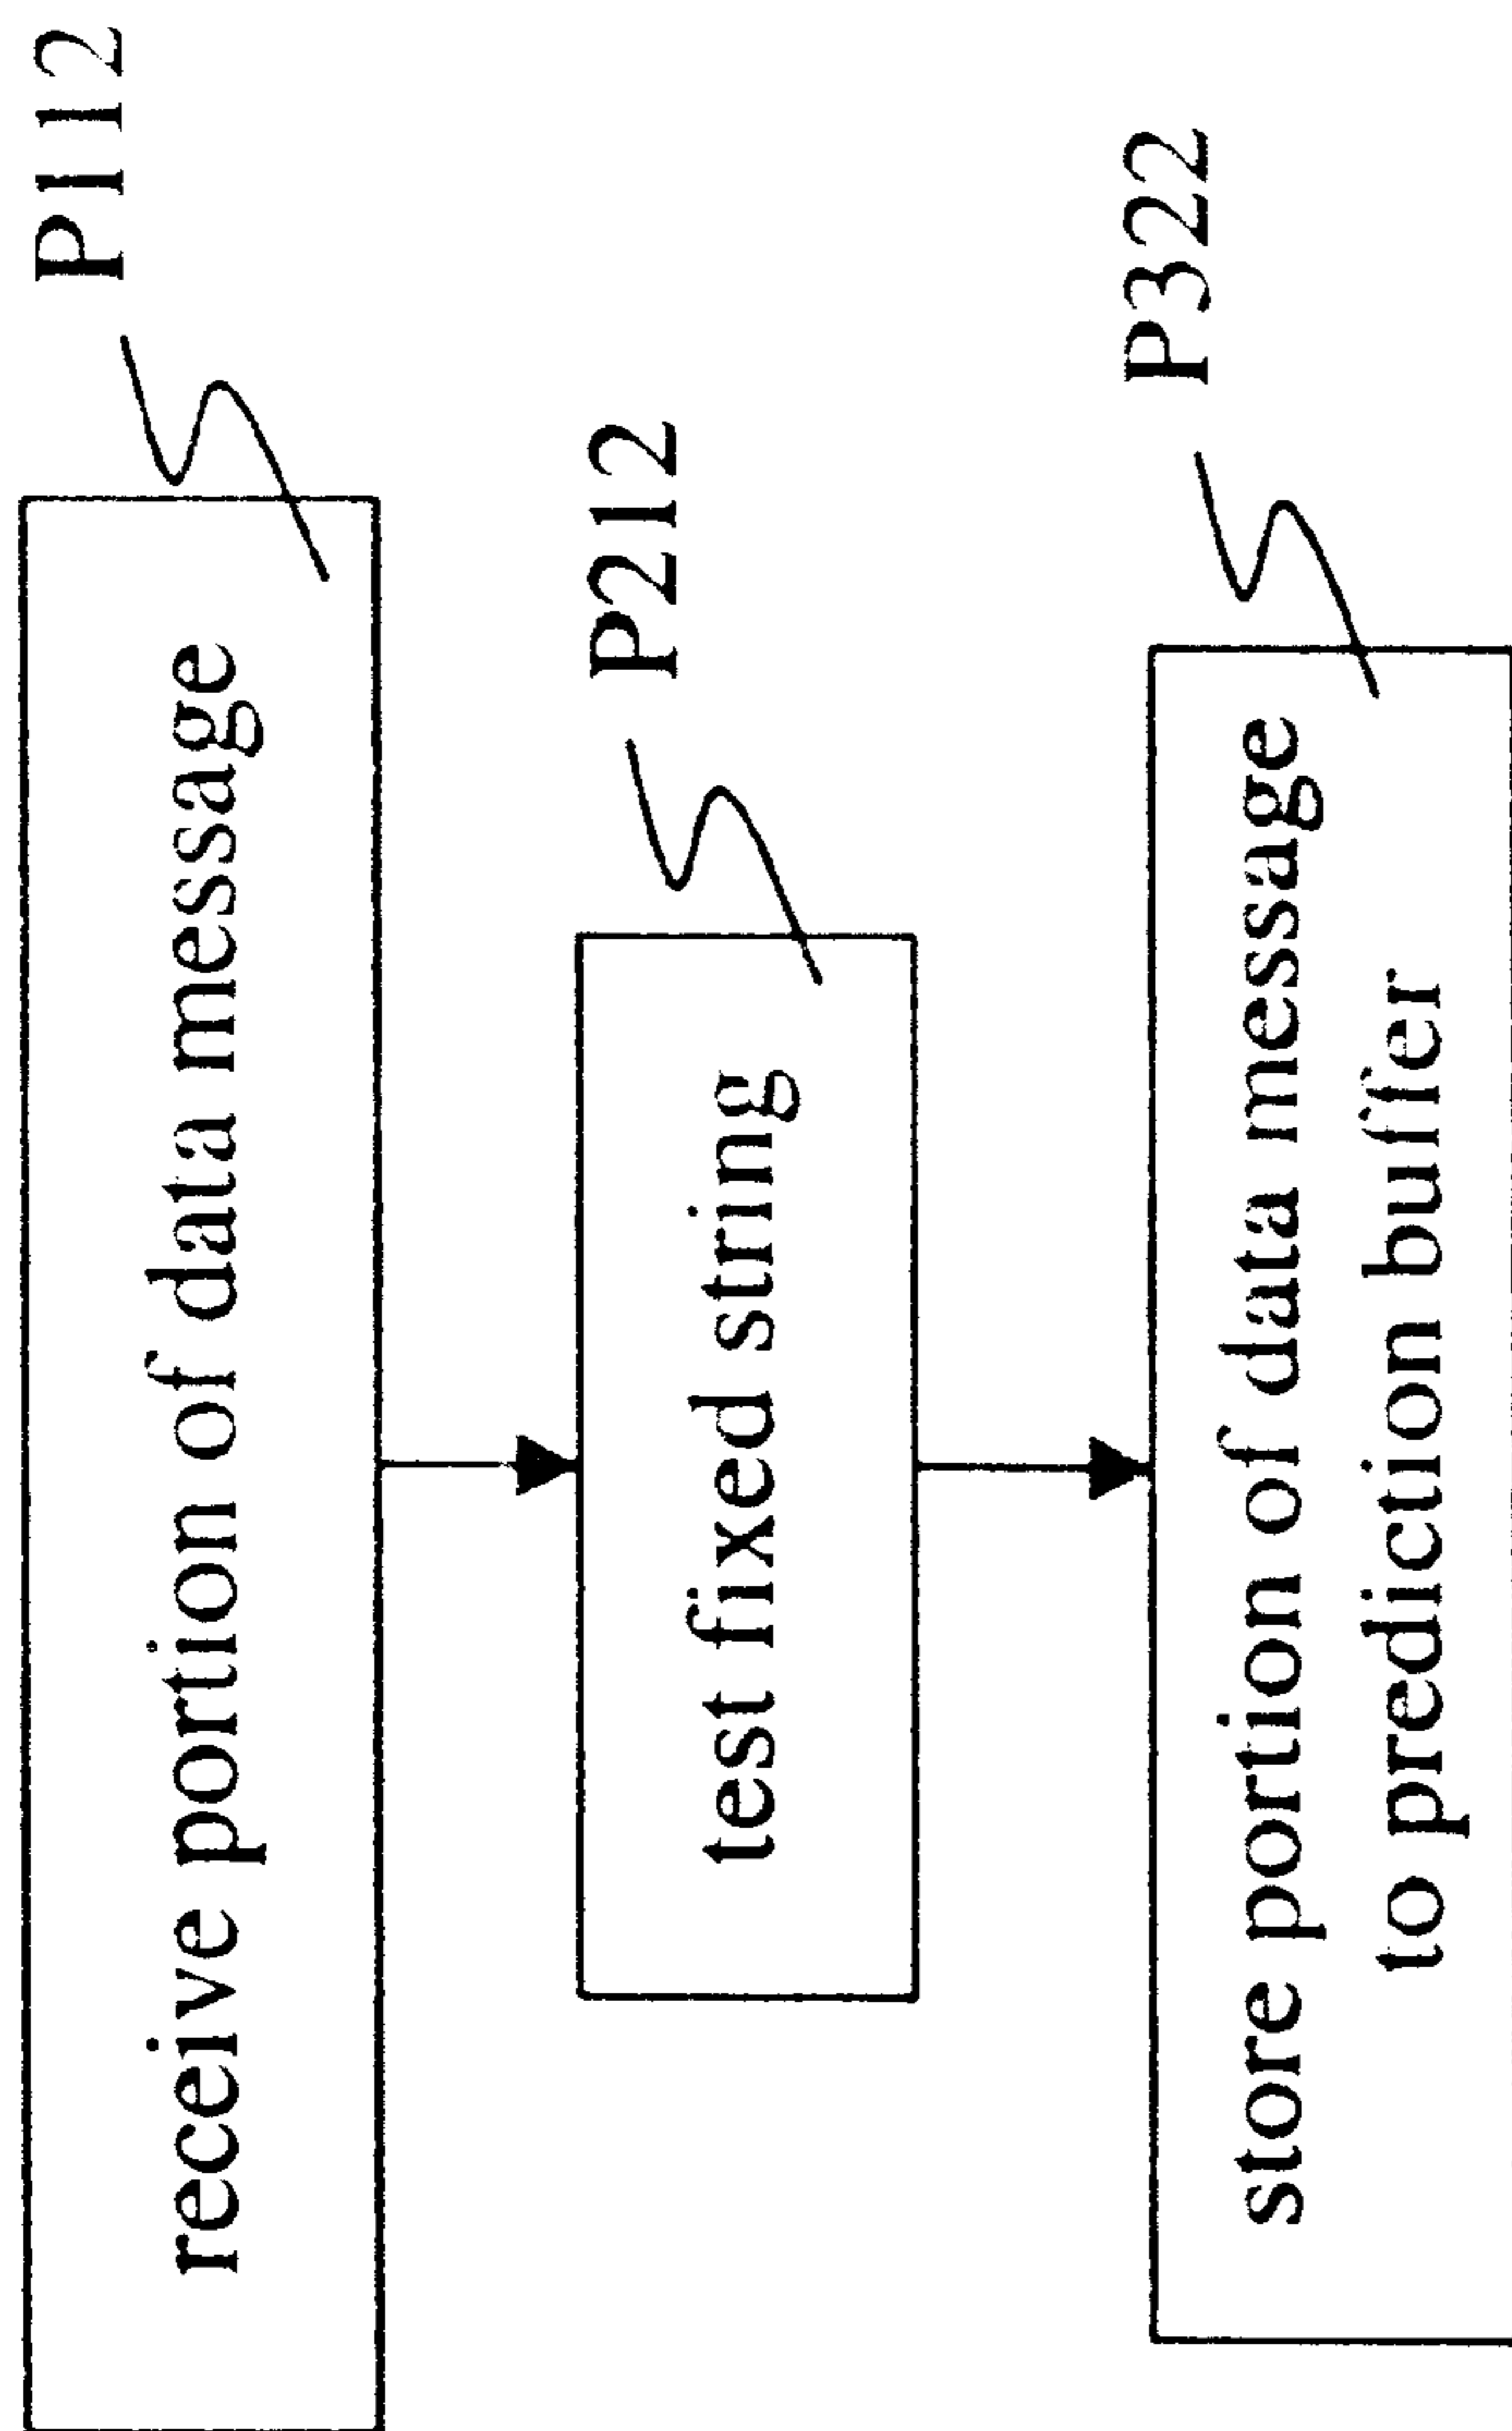 receive portion of data message
P112
test fixed string
P212
store portion of data message
to prediction buffer
P322